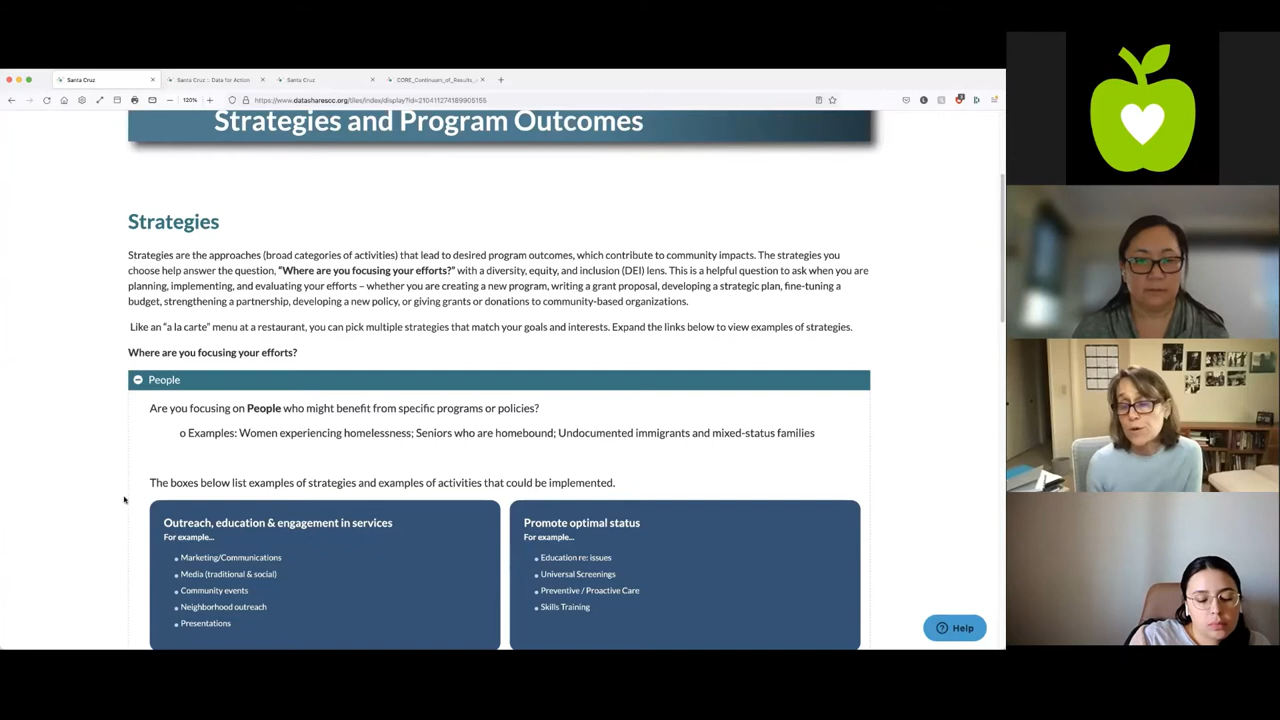 Santa Cruz
Santa Cruz :: Data for Action
Santa Cruz
CORE_Continuum_of_Results_
https://www.datasharescc.org/tiles/index/display?id=210411274189905155
120%
Strategies and Program Outcomes
Strategies
Strategies are the approaches (broad categories of activities) that lead to desired program outcomes, which contribute to community impacts. The strategies you
choose help answer the question, "Where are you focusing your efforts?" with a diversity, equity, and inclusion (DEI) lens. This is a helpful question to ask when you are
planning, implementing, and evaluating your efforts – whether you are creating a new program, writing a grant proposal, developing a strategic plan, fine-tuning a
budget, strengthening a partnership, developing a new policy, or giving grants or donations to community-based organizations.
Like an "a la carte" menu at a restaurant, you can pick multiple strategies that match your goals and interests. Expand the links below to view examples of strategies.
Where are you focusing your efforts?
People
Are you focusing on People who might benefit from specific programs or policies?
o Examples: Women experiencing homelessness; Seniors who are homebound; Undocumented immigrants and mixed-status families
The boxes below list examples of strategies and examples of activities that could be implemented.
Outreach, education & engagement in services
For example...
Marketing/Communications
Media (traditional & social)
Community events
Neighborhood outreach
Presentations
Promote optimal status
For example...
Education re: issues
Universal Screenings
Preventive / Proactive Care
Skills Training
Help